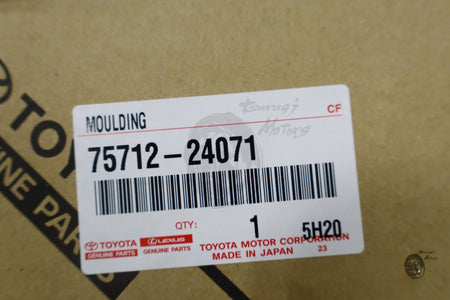 TOYOTA
GENUINE PARTS
MOULDING
CF
Tsurugi
Motors
75712-24071
QTY:
1
5H20
TOYOTA
GENUINE PARTS
LEXUS
GENUINE PARTS
TOYOTA MOTOR CORPORATION
MADE IN JAPAN
23